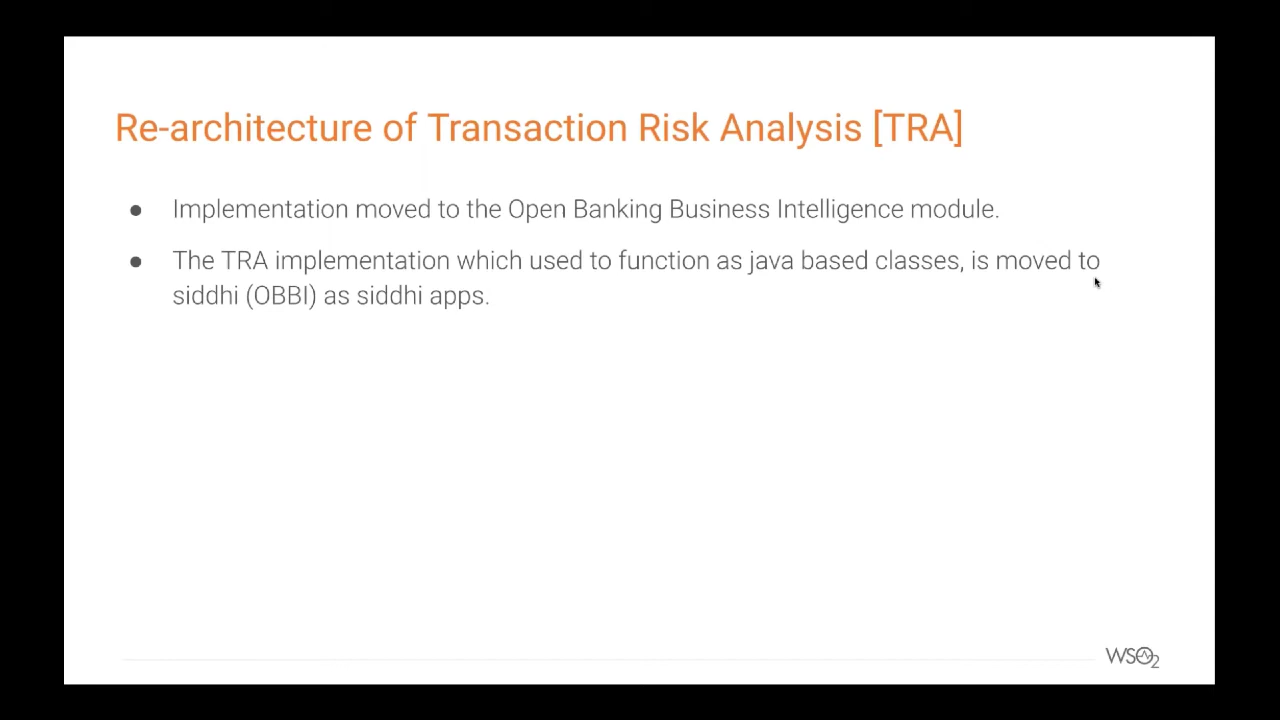 Re-architecture of Transaction Risk Analysis [TRA]
● Implementation moved to the Open Banking Business Intelligence module.
● The TRA implementation which used to function as java based classes, is moved to
siddhi (OBBI) as siddhi apps.
WSO2